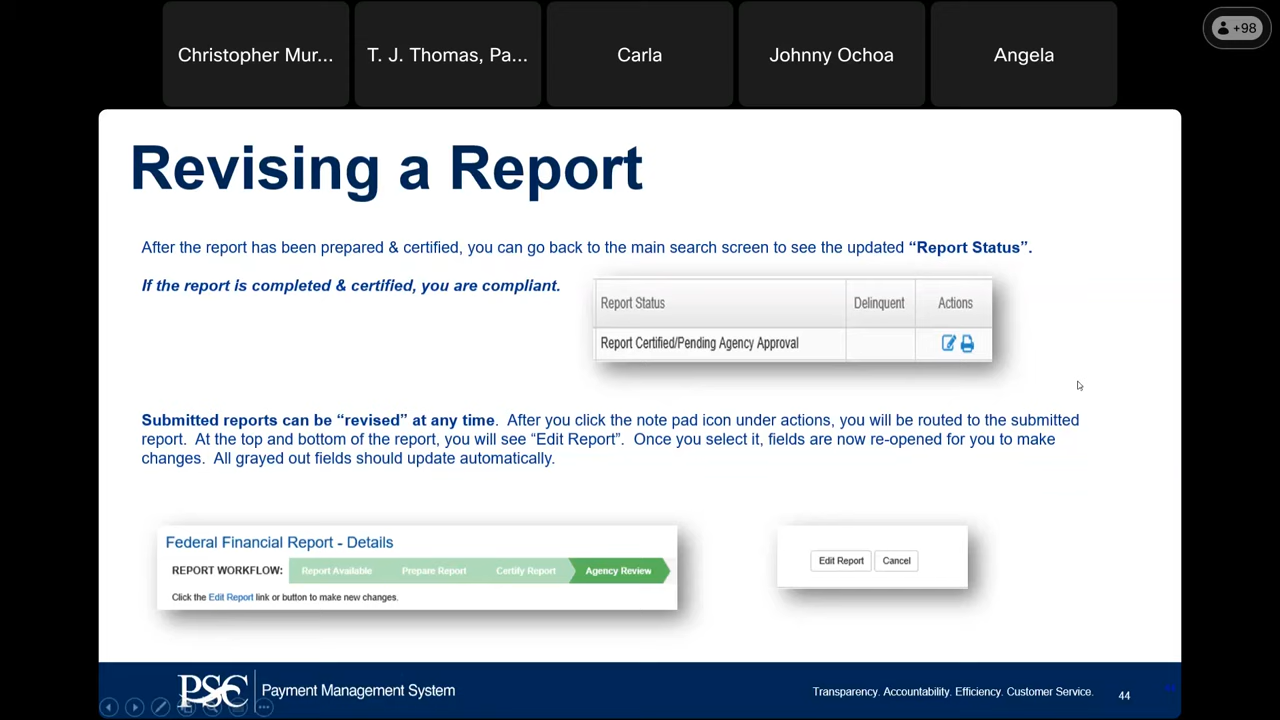 Christopher Mur...
T. J. Thomas, Pa...
Carla
Johnny Ochoa
Angela
+98
Revising a Report
After the report has been prepared & certified, you can go back to the main search screen to see the updated “Report Status”.
If the report is completed & certified, you are compliant.
Report Status Delinquent Actions
Report Certified/Pending Agency Approval
Submitted reports can be “revised” at any time. After you click the note pad icon under actions, you will be routed to the submitted
report. At the top and bottom of the report, you will see “Edit Report”. Once you select it, fields are now re-opened for you to make
changes. All grayed out fields should update automatically.
Federal Financial Report - Details
REPORT WORKFLOW: Report Available Prepare Report Certify Report Agency Review
Click the Edit Report link or button to make new changes.
Edit Report Cancel
PSC Payment Management System
Transparency. Accountability. Efficiency. Customer Service. 44